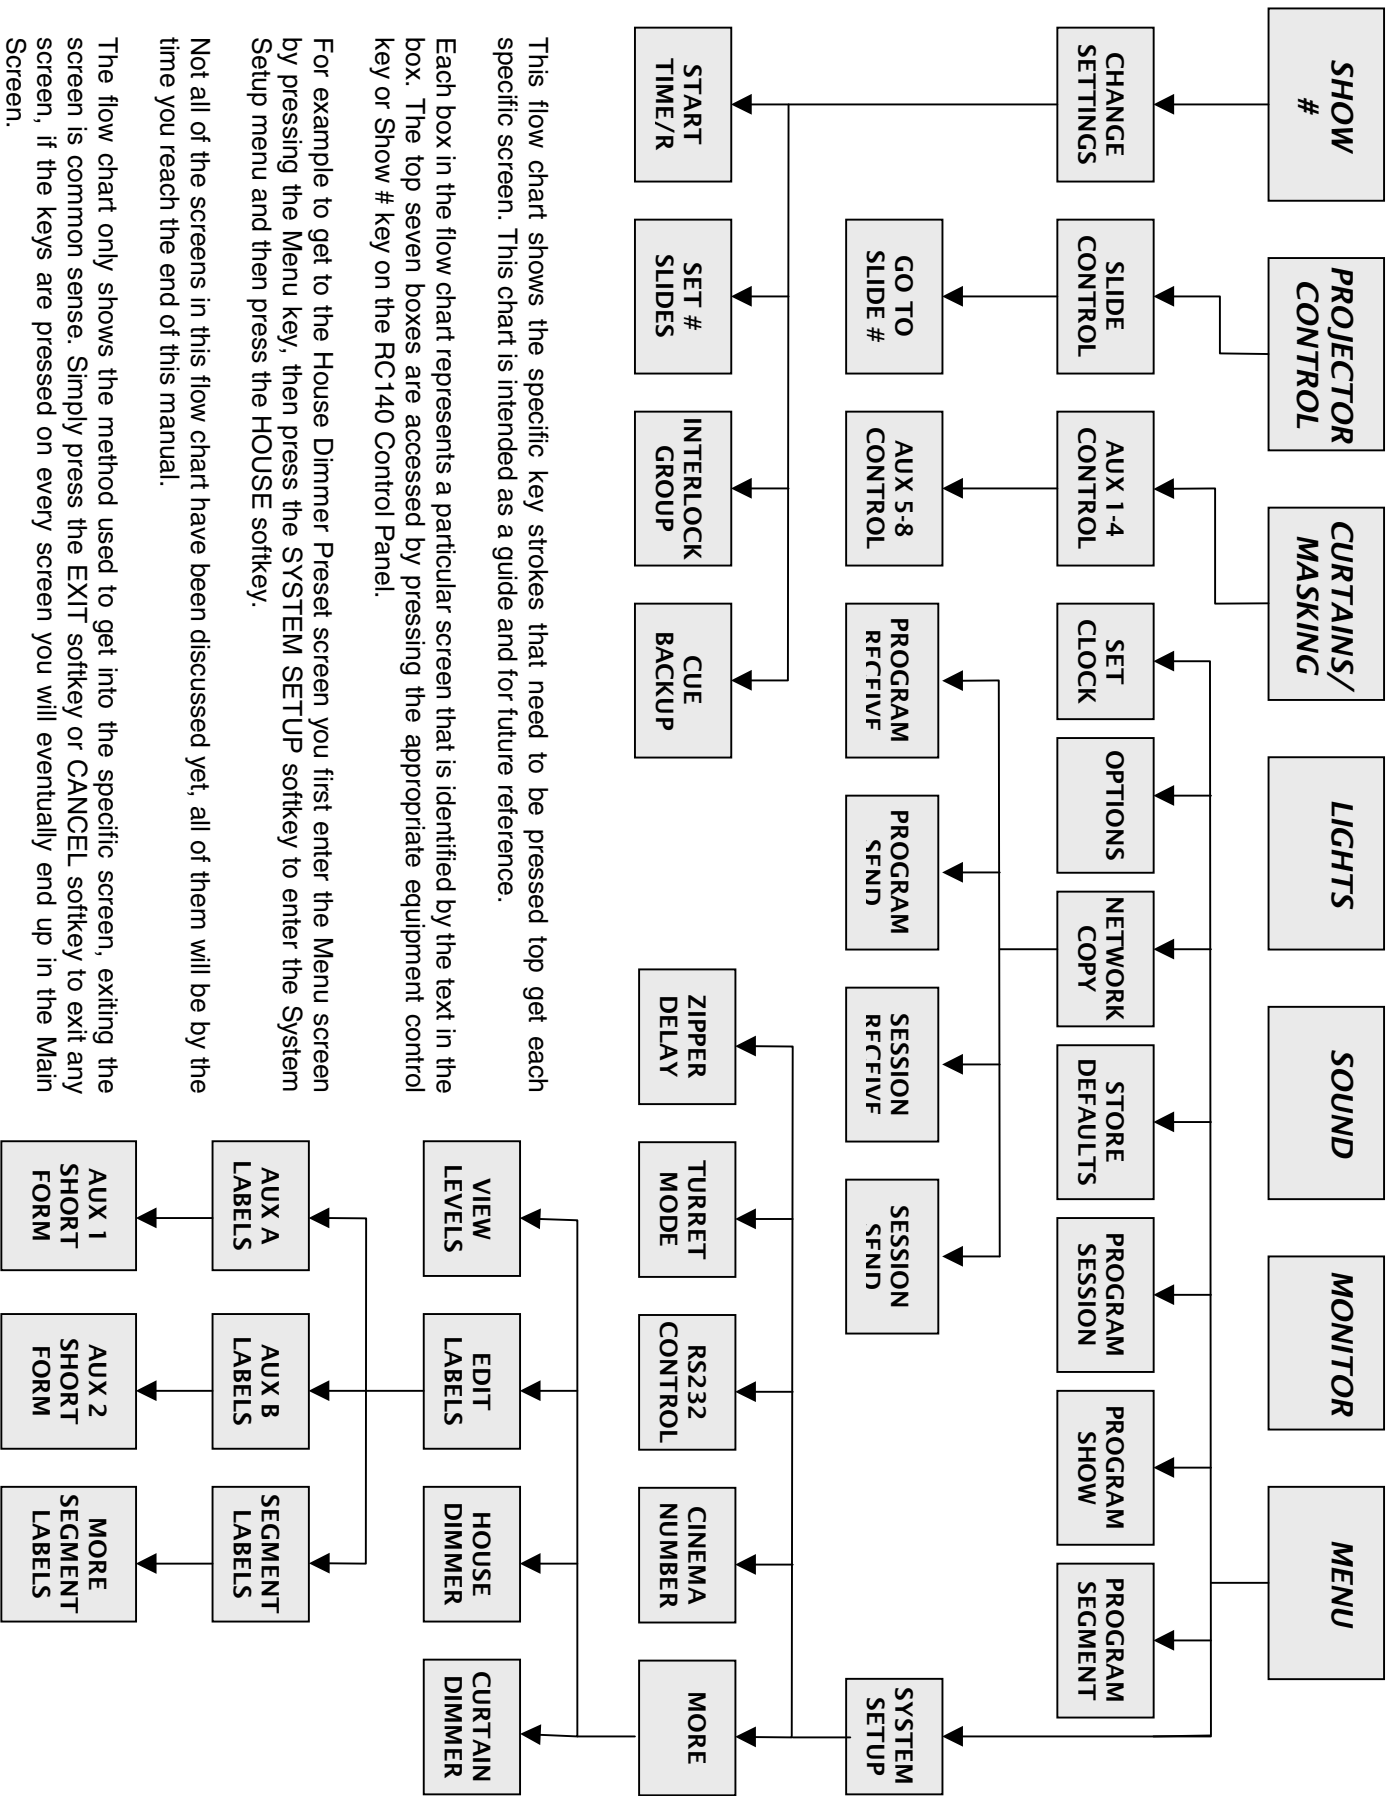 SHOW
#
PROJECTOR
CONTROL
CURTAINS/
MASKING
LIGHTS
SOUND
MONITOR
MENU
CHANGE
SETTINGS
SLIDE
CONTROL
AUX 1-4
CONTROL
SET
CLOCK
OPTIONS
NETWORK
COPY
STORE
DEFAULTS
PROGRAM
SESSION
PROGRAM
SHOW
PROGRAM
SEGMENT
GO TO
SLIDE #
AUX 5-8
CONTROL
PROGRAM
RECEIVE
PROGRAM
SEND
SESSION
RECEIVE
SESSION
SEND
SYSTEM
SETUP
START
TIME/R
SET #
SLIDES
INTERLOCK
GROUP
CUE
BACKUP
ZIPPER
DELAY
TURRET
MODE
RS232
CONTROL
CINEMA
NUMBER
MORE
VIEW
LEVELS
EDIT
LABELS
HOUSE
DIMMER
CURTAIN
DIMMER
AUX A
LABELS
AUX B
LABELS
SEGMENT
LABELS
AUX 1
SHORT
FORM
AUX 2
SHORT
FORM
MORE
SEGMENT
LABELS
This flow chart shows the specific key strokes that need to be pressed top get each
specific screen. This chart is intended as a guide and for future reference.
Each box in the flow chart represents a particular screen that is identified by the text in the
box. The top seven boxes are accessed by pressing the appropriate equipment control
key or Show # key on the RC140 Control Panel.
For example to get to the House Dimmer Preset screen you first enter the Menu screen
by pressing the Menu key, then press the SYSTEM SETUP softkey to enter the System
Setup menu and then press the HOUSE softkey.
Not all of the screens in this flow chart have been discussed yet, all of them will be by the
time you reach the end of this manual.
The flow chart only shows the method used to get into the specific screen, exiting the
screen is common sense. Simply press the EXIT softkey or CANCEL softkey to exit any
screen, if the keys are pressed on every screen you will eventually end up in the Main
Screen.